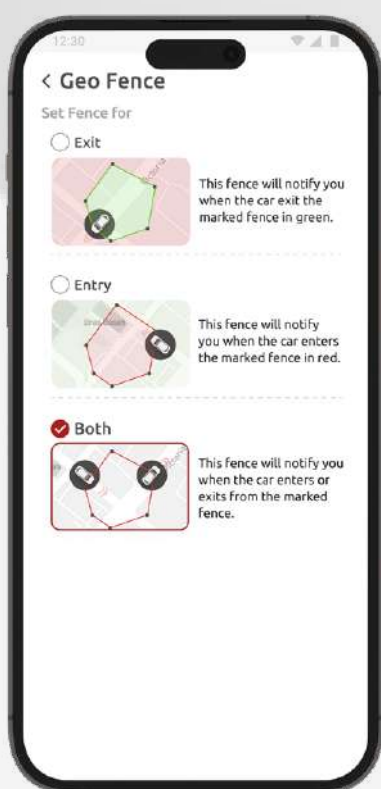 12:30
< Geo Fence
Set Fence for
Exit
This fence will notify you
when the car exit the
marked fence in green.
Entry
This fence will notify
you when the car enters
the marked fence in red.
Both
This fence will notify you
when the car enters or
exits from the marked
fence.